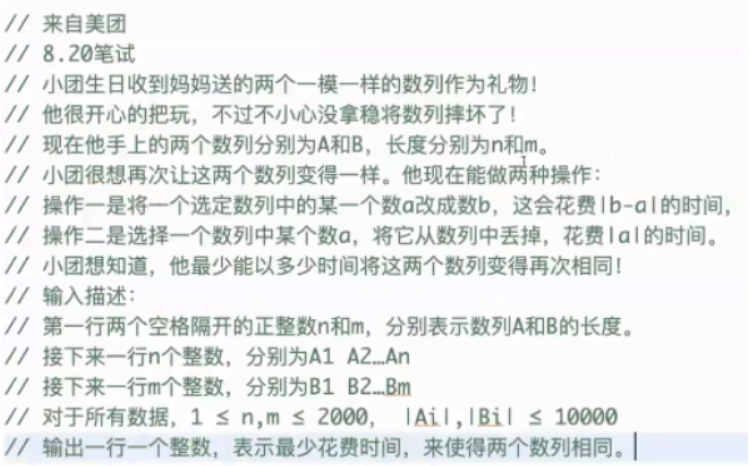 // 来自美团
// 8.20笔试
// 小团生日收到妈妈送的两个一模一样的数列作为礼物!
// 他很开心的把玩，不过不小心没拿稳将数列摔坏了!
// 现在他手上的两个数列分别为A和B，长度分别为n和m。
// 小团很想再次让这两个数列变得一样。他现在能做两种操作:
// 操作一是将一个选定数列中的某一个数a改成数b，这会花费|b-a|的时间,
// 操作二是选择一个数列中某个数a，将它从数列中丢掉，花费|a|的时间。
// 小团想知道，他最少能以多少时间将这两个数列变得再次相同!
// 输入描述:
// 第一行两个空格隔开的正整数n和m，分别表示数列A和B的长度。
// 接下来一行n个整数，分别为A1 A2…An
// 接下来一行m个整数，分别为B1 B2…Bm
// 对于所有数据，1 ≤ n,m ≤ 2000， |Ai|,|Bi| ≤ 10000
// 输出一行一个整数，表示最少花费时间，来使得两个数列相同。